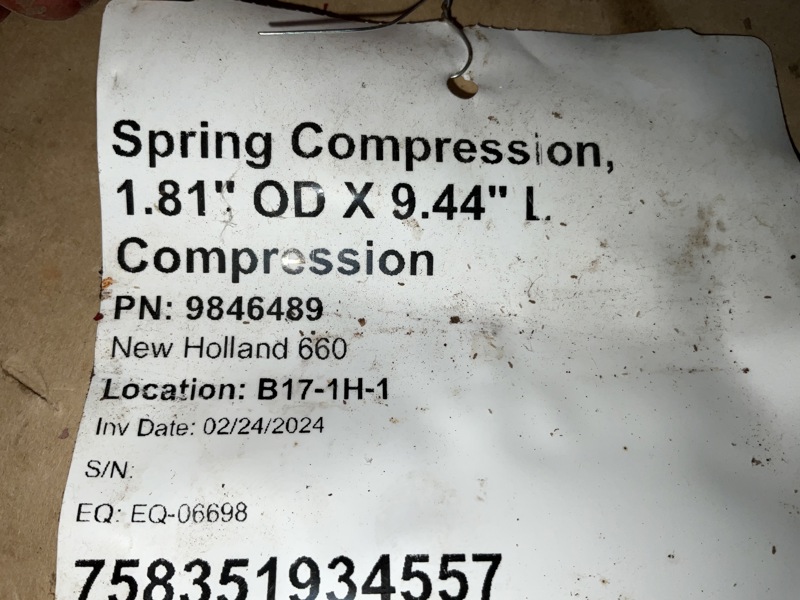 Spring Compression,
1.81" OD X 9.44" L.
Compression
PN: 9846489
New Holland 660
Location: B17-1H-1
Inv Date: 02/24/2024
S/N:
EQ: EQ-06698
758351934557